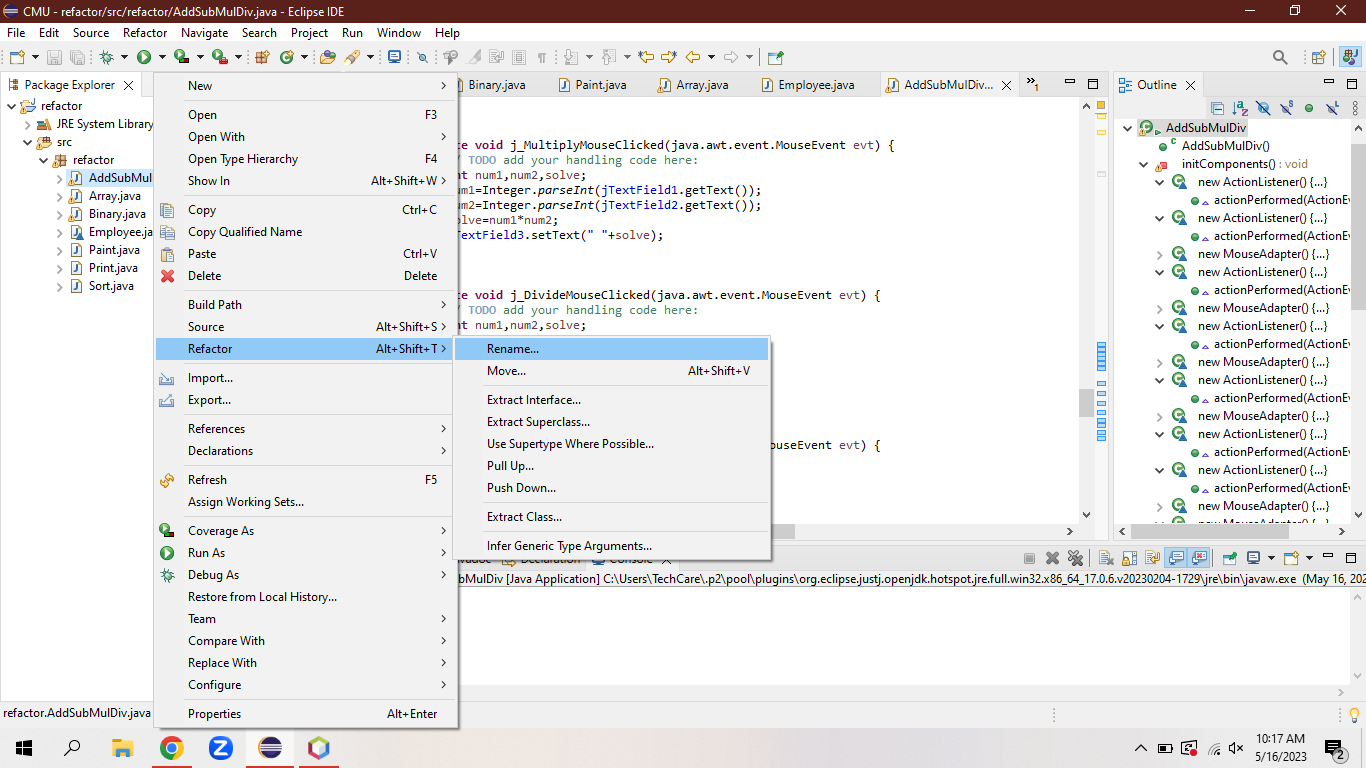 CMU - refactor/src/refactor/AddSubMulDiv.java - Eclipse IDE
File Edit Source Refactor Navigate Search Project Run Window Help
Package Explorer
refactor
JRE System Library
src
refactor
AddSubMul
Array.java
Binary.java
Employee.ja
Paint.java
Print.java
Sort.java
New
Open F3
Open With
Open Type Hierarchy F4
Show In Alt+Shift+W
Copy Ctrl+C
Copy Qualified Name
Paste Ctrl+V
Delete Delete
Build Path
Source Alt+Shift+S
Refactor Alt+Shift+T
Import...
Export...
References
Declarations
Refresh F5
Assign Working Sets...
Coverage As
Run As
Debug As
Restore from Local History...
Team
Compare With
Replace With
Configure
Properties Alt+Enter
Rename...
Move... Alt+Shift+V
Extract Interface...
Extract Superclass...
Use Supertype Where Possible...
Pull Up...
Push Down...
Extract Class...
Infer Generic Type Arguments...
Binary.java Paint.java Array.java Employee.java AddSubMulDiv... 1
te void j_MultiplyMouseClicked(java.awt.event.MouseEvent evt) {
/ TODO add your handling code here:
nt num1,num2,solve;
um1=Integer.parseInt(jTextField1.getText());
um2=Integer.parseInt(jTextField2.getText());
olve=num1*num2;
TextField3.setText(" "+solve);
te void j_DivideMouseClicked(java.awt.event.MouseEvent evt) {
/ TODO add your handling code here:
nt num1,num2,solve;
ouseEvent evt) {
Outline
AddSubMulDiv
AddSubMulDiv()
initComponents() : void
new ActionListener() {...}
actionPerformed(ActionEv
new ActionListener() {...}
actionPerformed(ActionEv
new MouseAdapter() {...}
new ActionListener() {...}
actionPerformed(ActionEv
new MouseAdapter() {...}
new ActionListener() {...}
actionPerformed(ActionEv
new MouseAdapter() {...}
new ActionListener() {...}
actionPerformed(ActionEv
new MouseAdapter() {...}
new ActionListener() {...}
actionPerformed(ActionEv
new ActionListener() {...}
actionPerformed(ActionEv
new MouseAdapter() {...}
Declaration Console
bMulDiv [Java Application] C:\Users\TechCare\.p2\pool\plugins\org.eclipse.justj.openjdk.hotspot.jre.full.win32.x86_64_17.0.6.v20230204-1729\jre\bin\javaw.exe (May 16, 202
refactor.AddSubMulDiv.java
10:17 AM
5/16/2023
2